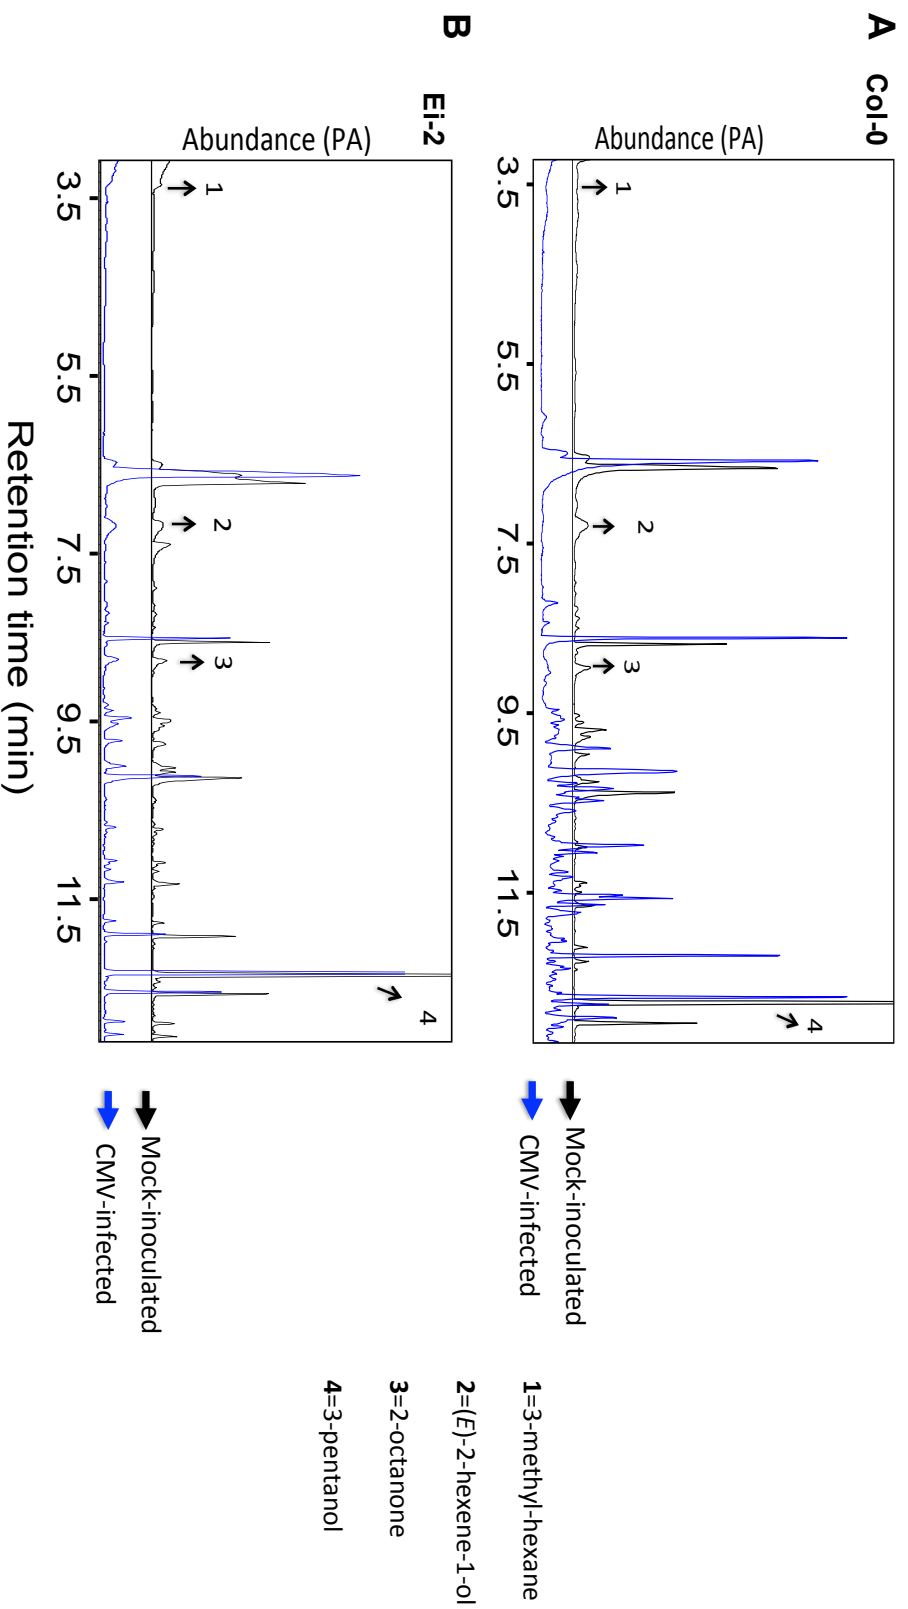 A
Col-0
Abundance (PA)
1
2
3
4
3.5
5.5
7.5
9.5
11.5
Mock-inoculated
CMV-infected
B
Ei-2
Abundance (PA)
1
2
3
4
3.5
5.5
7.5
9.5
11.5
Retention time (min)
Mock-inoculated
CMV-infected
1=3-methyl-hexane
2=(E)-2-hexene-1-ol
3=2-octanone
4=3-pentanol